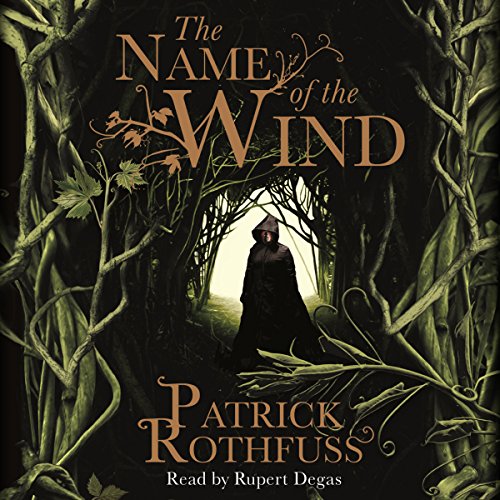 The
NAME
of the
WIND
PATRICK
ROTHFUSS
Read by Rupert Degas